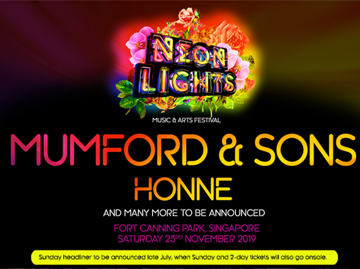 NEON
LIGHTS
MUSIC & ARTS FESTIVAL
MUMFORD & SONS
HONNE
AND MANY MORE TO BE ANNOUNCED
FORT CANNING PARK, SINGAPORE
SATURDAY 23RD NOVEMBER 2019
Sunday headliner to be announced late July, when Sunday and 2-day tickets will also go onsale.